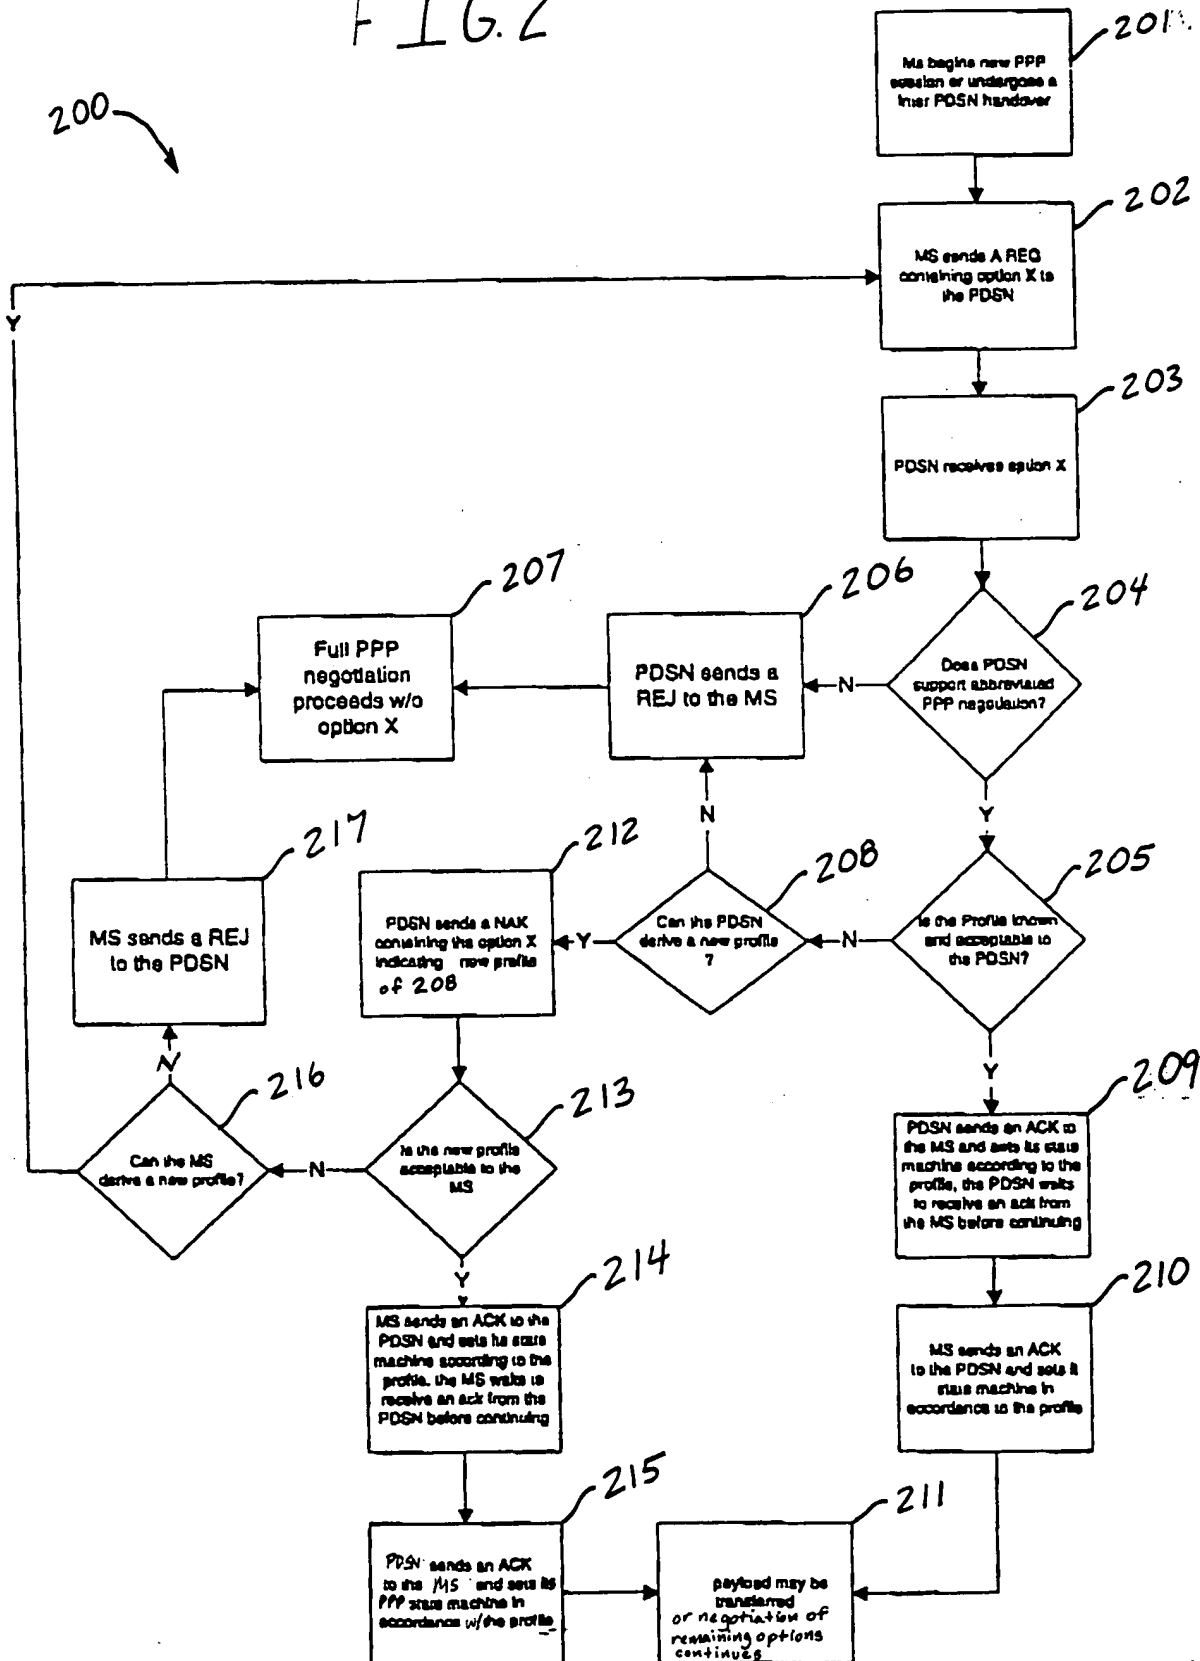 FIG. 2
200
201
Ms begins new PPP
session or undergoes a
Inter PDSN handover
202
MS sends A REQ
containing option X to
the PDSN
203
PDSN receives option X
204
Does PDSN
support abbreviated
PPP negotiation?
N
206
PDSN sends a
REJ to the MS
207
Full PPP
negotiation
proceeds w/o
option X
Y
Y
205
Is the Profile known
and acceptable to
the PDSN?
N
208
Can the PDSN
derive a new profile
?
N
Y
212
PDSN sends a NAK
containing the option X
indicating new profile
of 208
217
MS sends a REJ
to the PDSN
N
216
Can the MS
derive a new profile?
N
213
Is the new profile
acceptable to the
MS
Y
Y
209
PDSN sends an ACK to
the MS and sets its state
machine according to the
profile, the PDSN waits
to receive an ack from
the MS before continuing
214
MS sends an ACK to the
PDSN and sets its state
machine according to the
profile, the MS waits to
receive an ack from the
PDSN before continuing
210
MS sends an ACK
to the PDSN and sets it
state machine in
accordance to the profile
215
PDSN sends an ACK
to the MS and sets its
PPP state machine in
accordance w/the profile
211
payload may be
transferred
or negotiation of
remaining options
continues